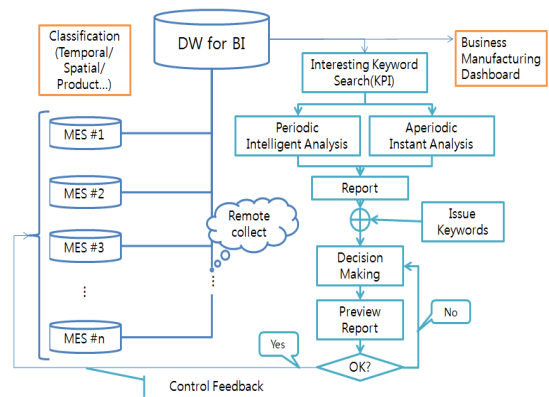 Classification
(Temporal/
Spatial/
Product...)
DW for BI
Business
Manufacturing
Dashboard
Interesting Keyword
Search(KPI)
MES #1
Periodic
Intelligent Analysis
Aperiodic
Instant Analysis
MES #2
Report
Remote
collect
Issue
Keywords
MES #3
Decision
Making
⋮
⋮
Preview
Report
No
MES #n
Yes
OK?
Control Feedback